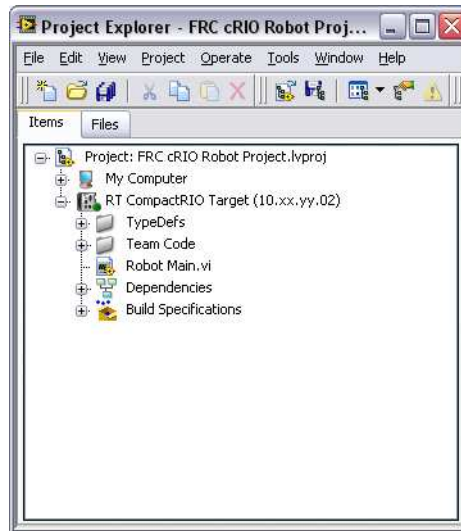 Project Explorer - FRC cRIO Robot Proj...
File Edit View Project Operate Tools Window Help
Items Files
Project: FRC cRIO Robot Project.lvproj
My Computer
RT CompactRIO Target (10.xx.yy.02)
TypeDefs
Team Code
Robot Main.vi
Dependencies
Build Specifications